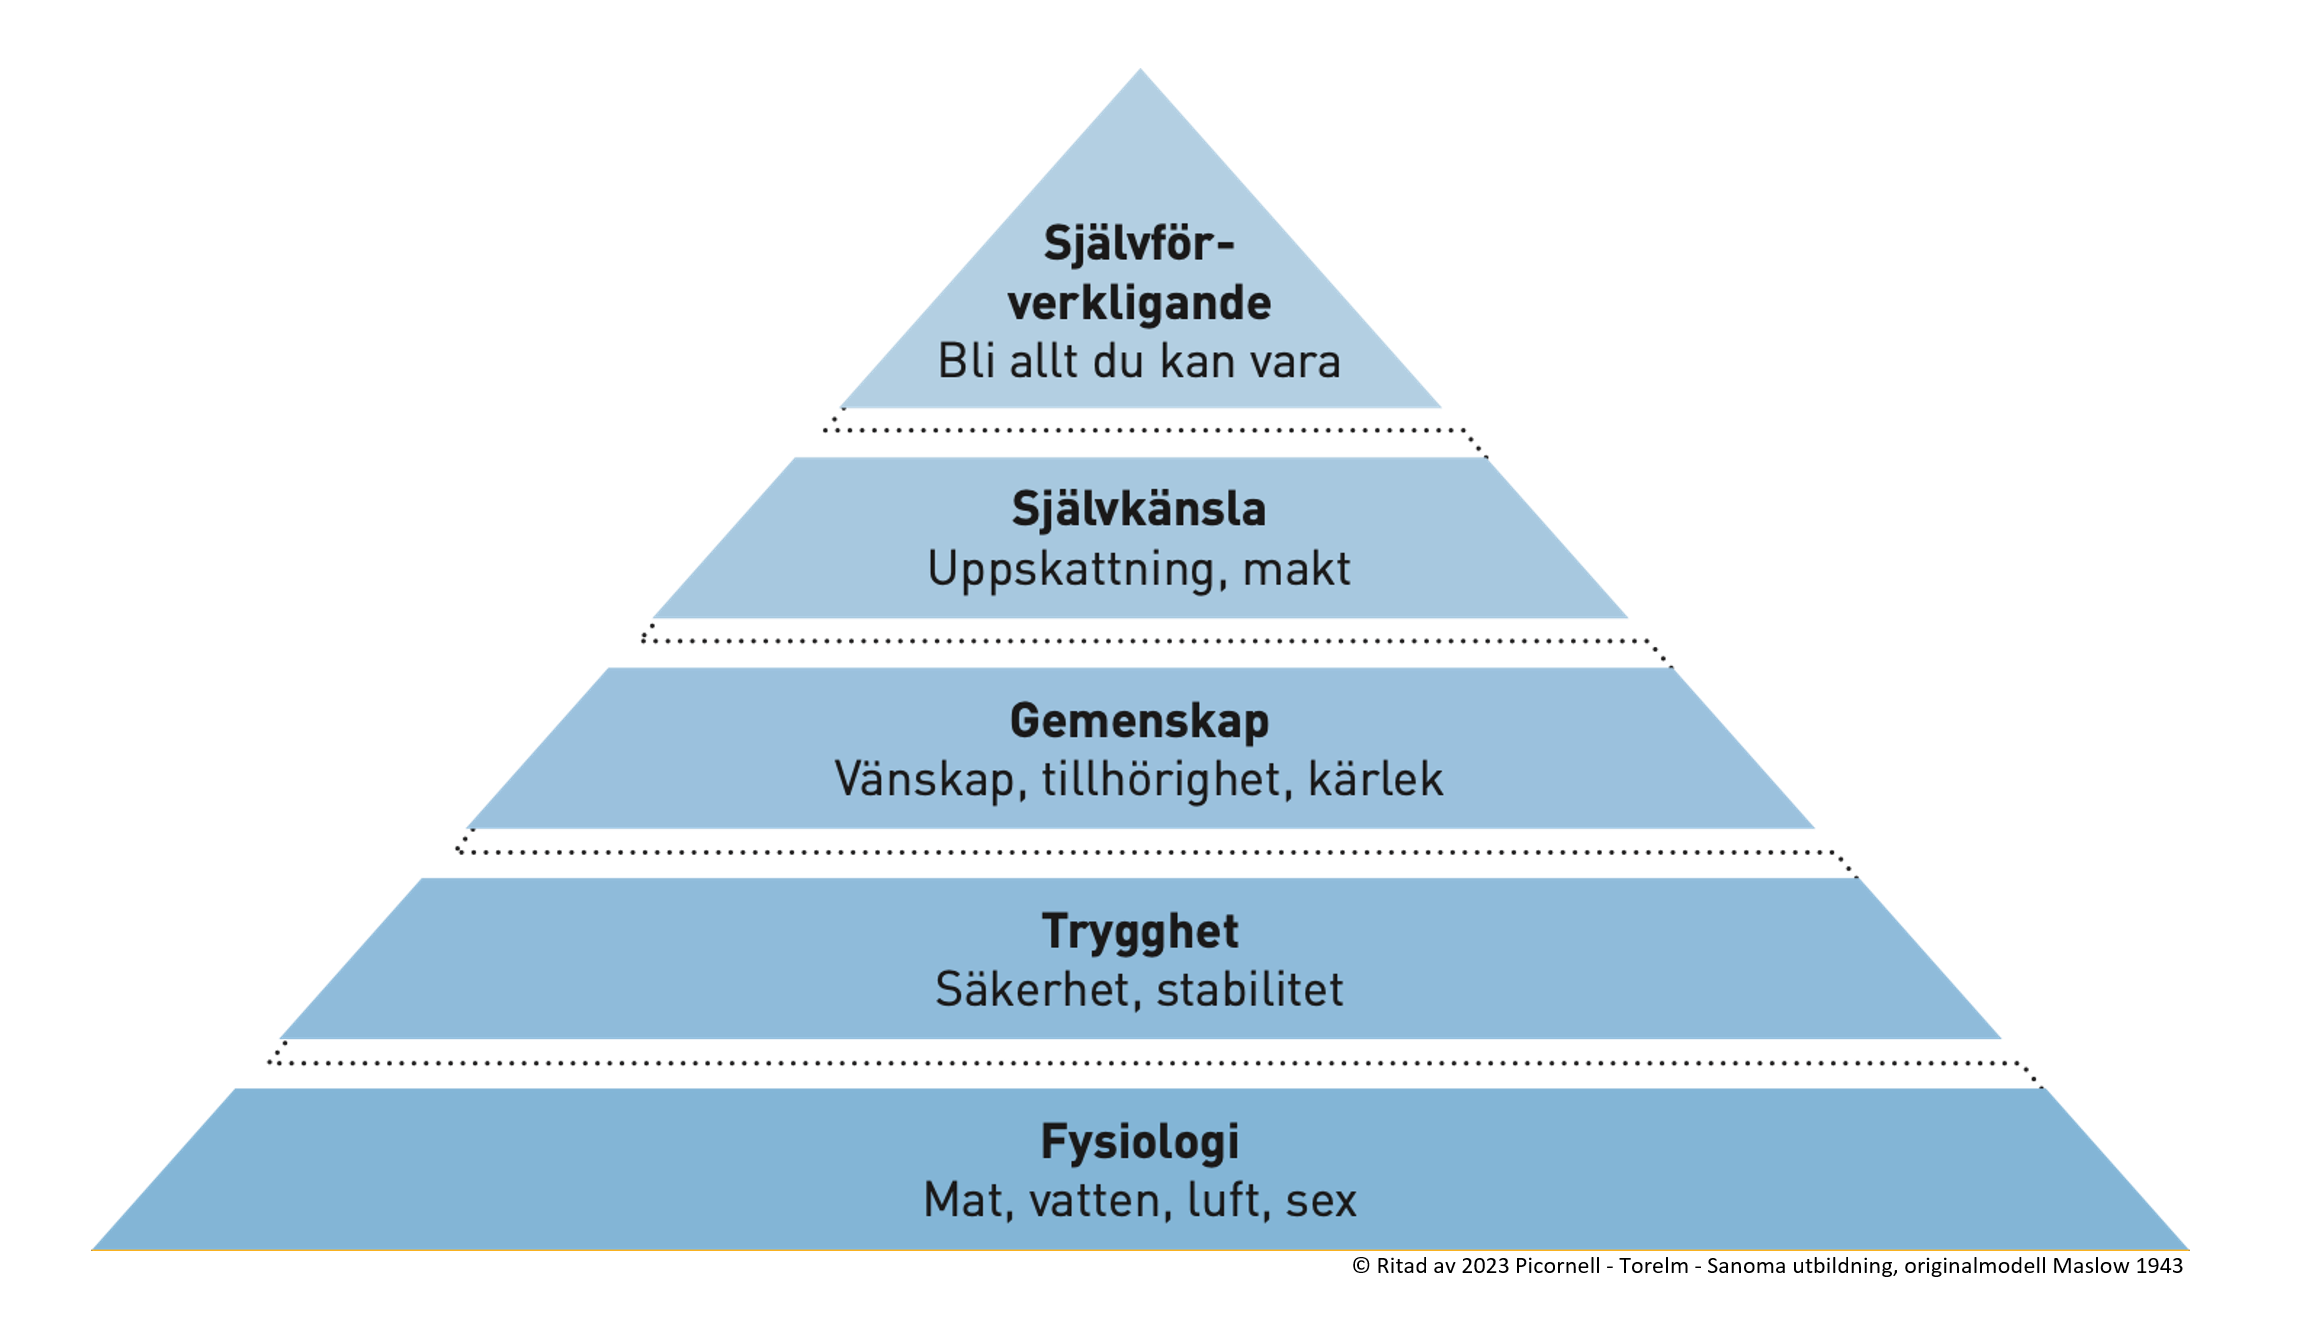 Självför-
verkligande
Bli allt du kan vara
Självkänsla
Uppskattning, makt
Gemenskap
Vänskap, tillhörighet, kärlek
Trygghet
Säkerhet, stabilitet
Fysiologi
Mat, vatten, luft, sex
© Ritad av 2023 Picornell - Torelm - Sanoma utbildning, originalmodell Maslow 1943